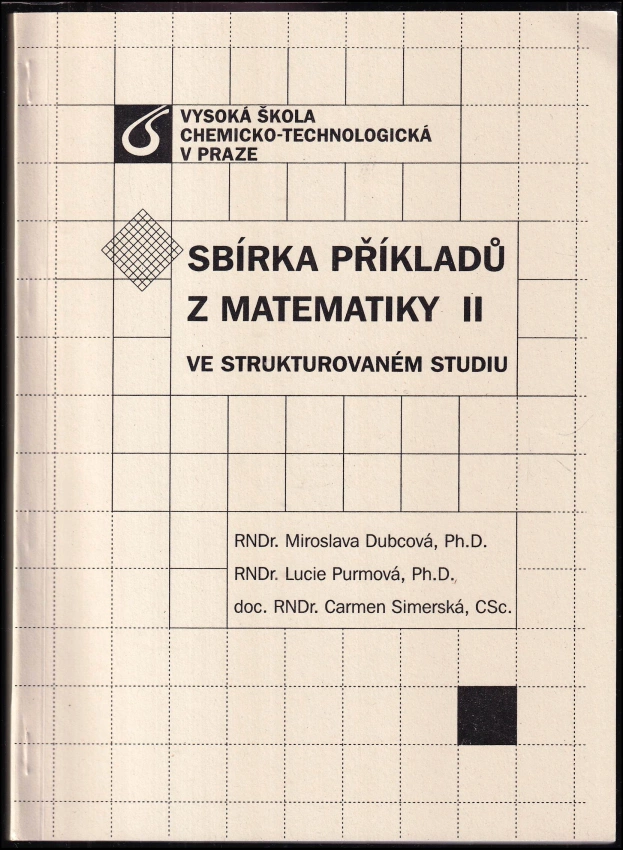 VYSOKÁ ŠKOLA
CHEMICKO-TECHNOLOGICKÁ
V PRAZE
SBÍRKA PŘÍKLADŮ
Z MATEMATIKY II
VE STRUKTUROVANÉM STUDIU
RNDr. Miroslava Dubcová, Ph.D.
RNDr. Lucie Purmová, Ph.D.
doc. RNDr. Carmen Simerská, CSc.